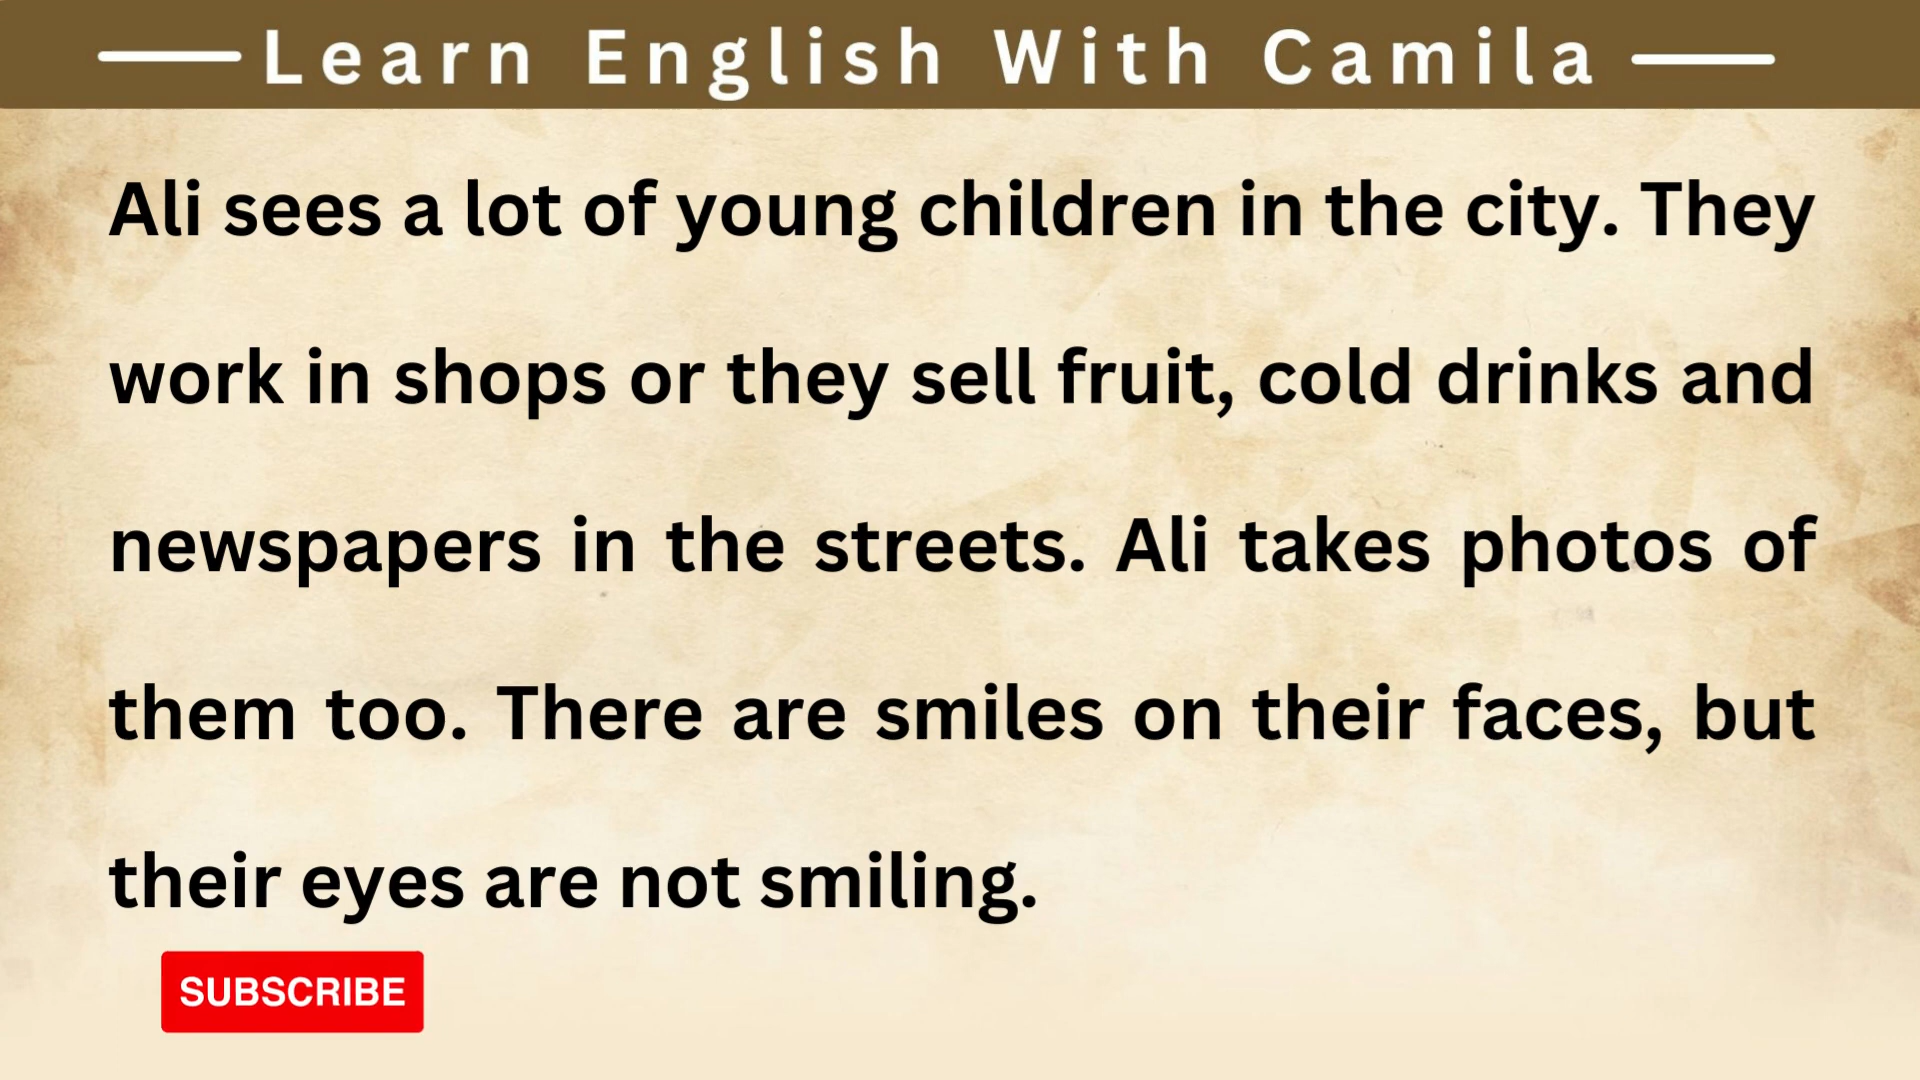 Learn English With Camila
Ali sees a lot of young children in the city. They
work in shops or they sell fruit, cold drinks and
newspapers in the streets. Ali takes photos of
them too. There are smiles on their faces, but
their eyes are not smiling.
SUBSCRIBE